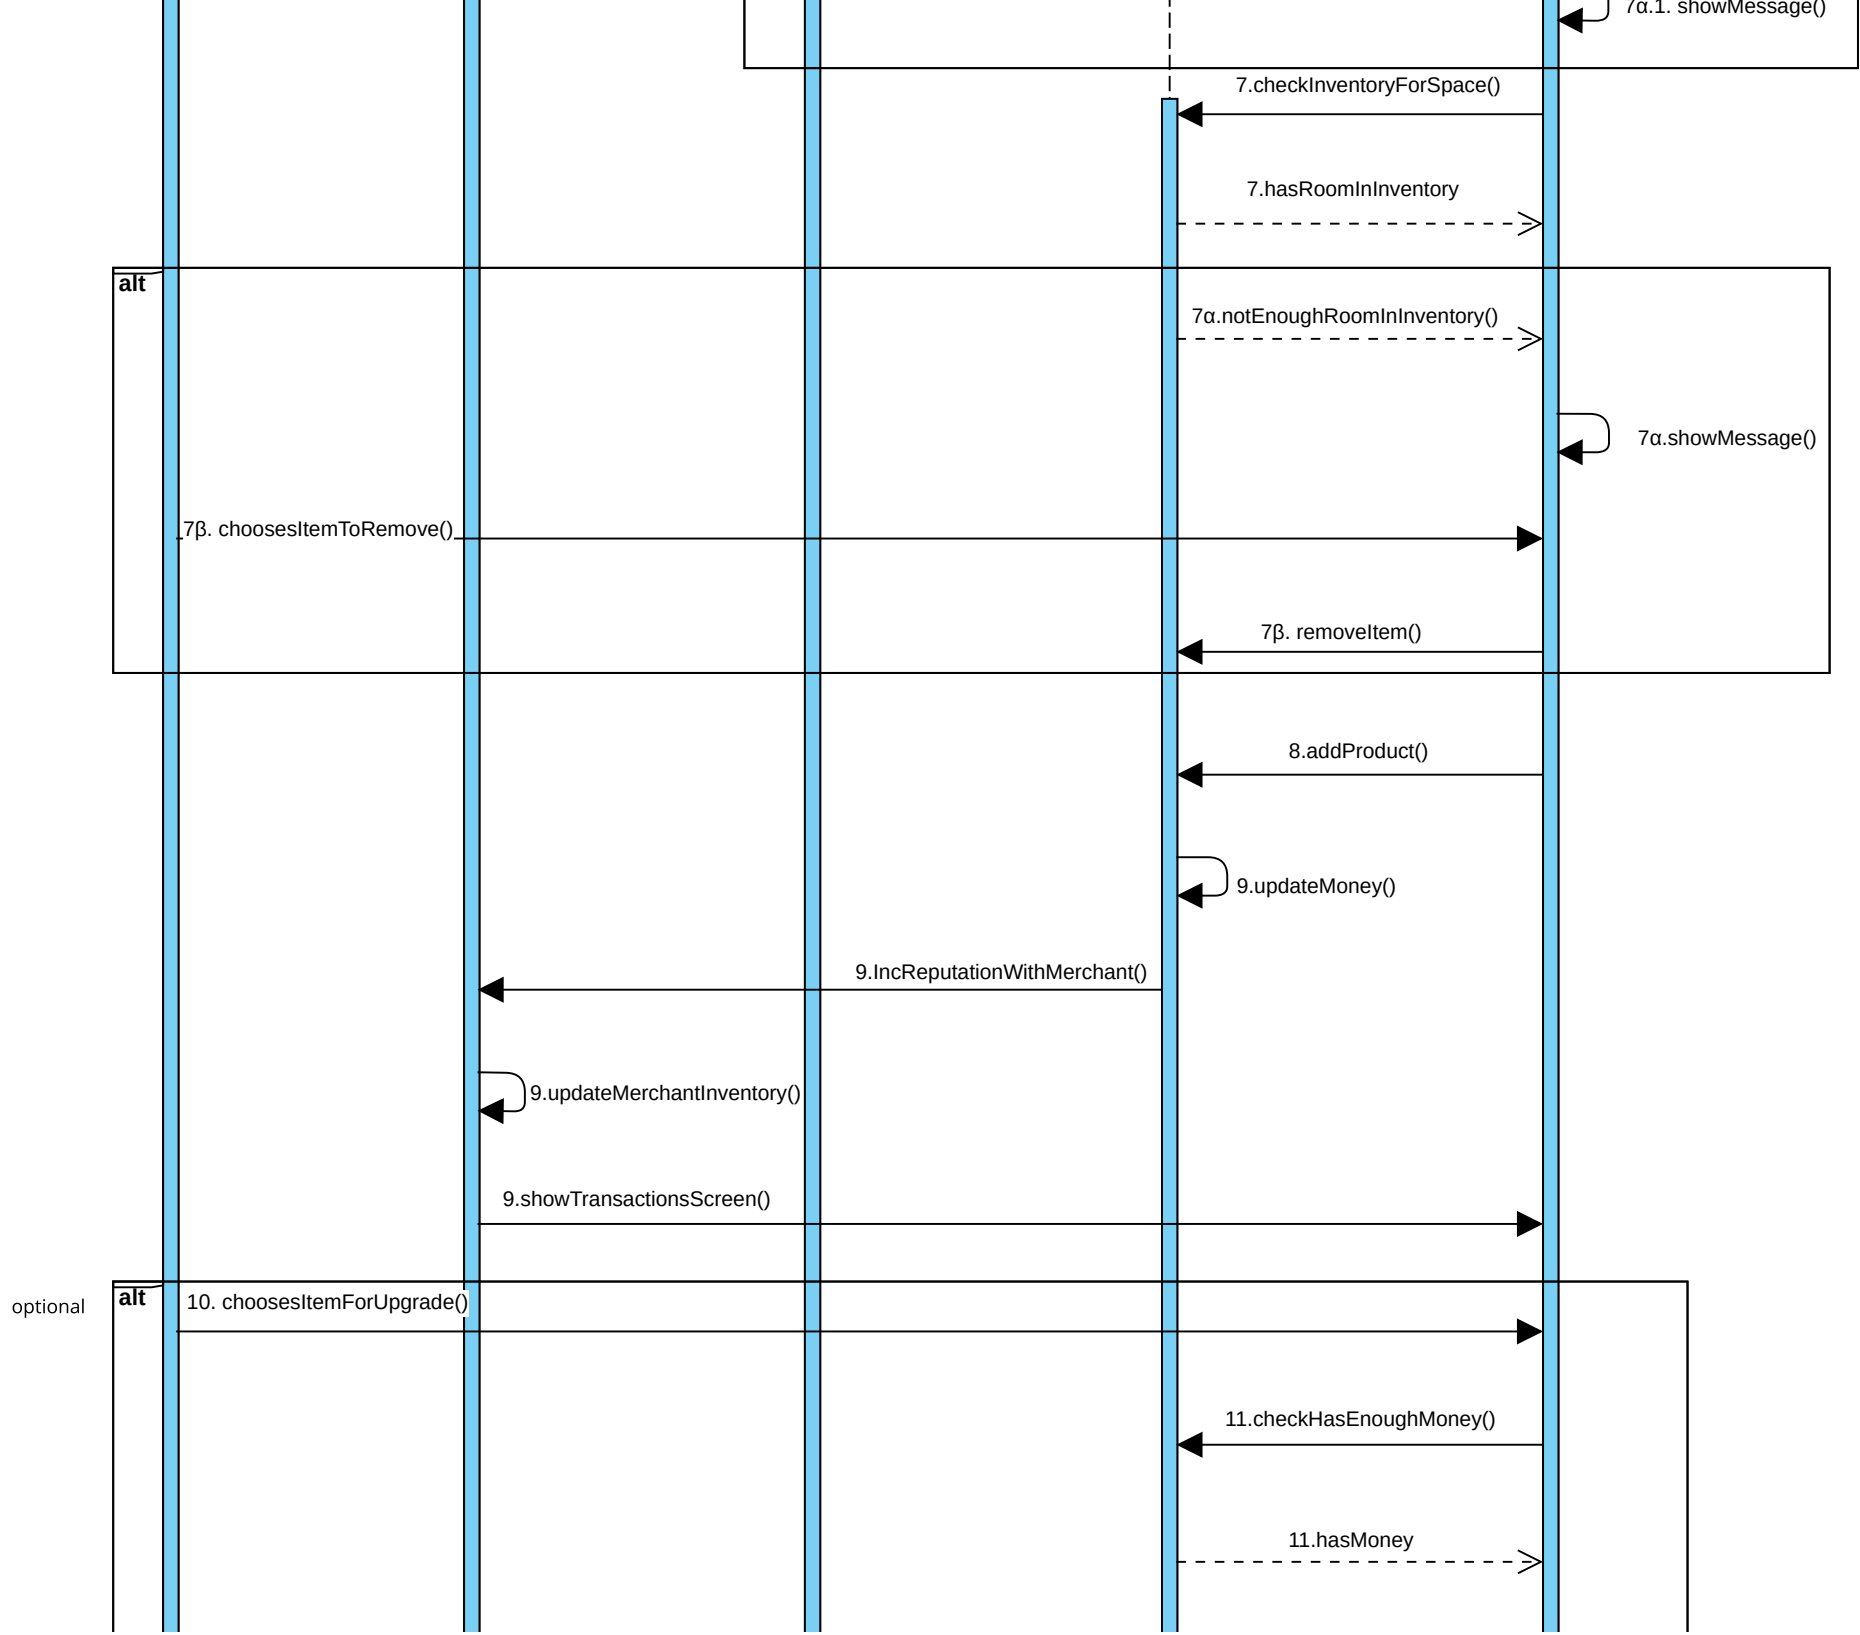 7α.1. showMessage()
7.checkInventoryForSpace()
7.hasRoomInInventory
alt
7α.notEnoughRoomInInventory()
7α.showMessage()
7β. choosesItemToRemove()
7β. removeItem()
8.addProduct()
9.updateMoney()
9.IncReputationWithMerchant()
9.updateMerchantInventory()
9.showTransactionsScreen()
optional
alt
10. choosesItemForUpgrade()
11.checkHasEnoughMoney()
11.hasMoney